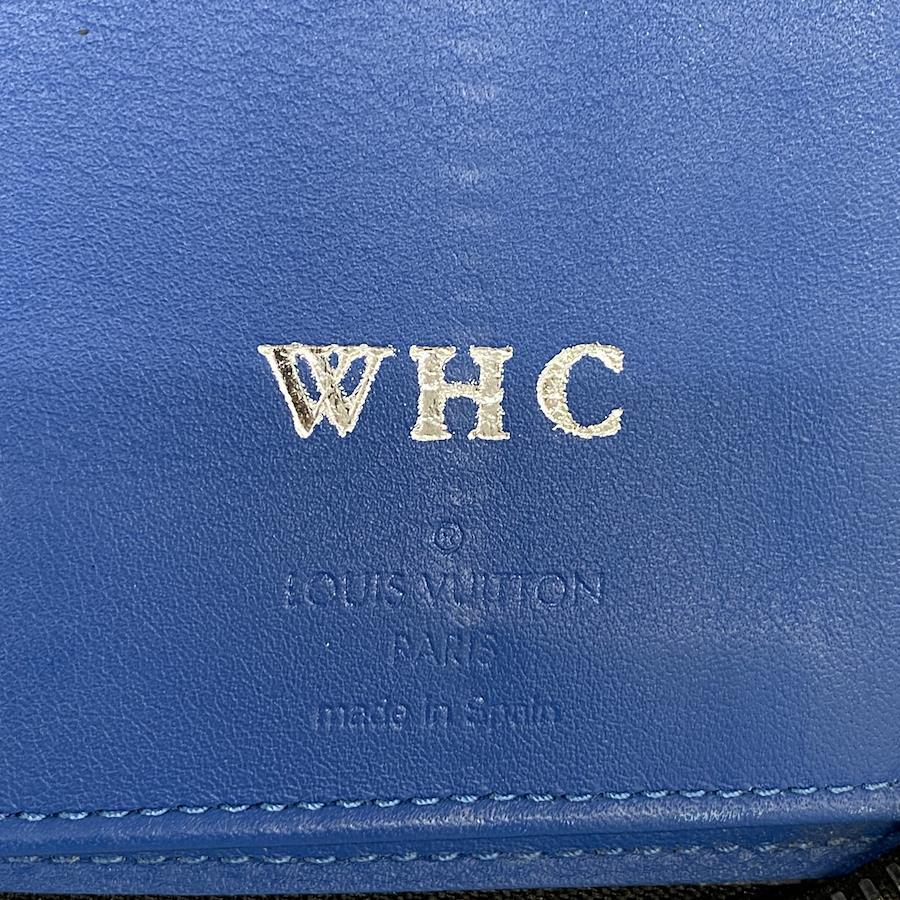 WHC
®
LOUIS VUITTON
PARIS
made in Spain